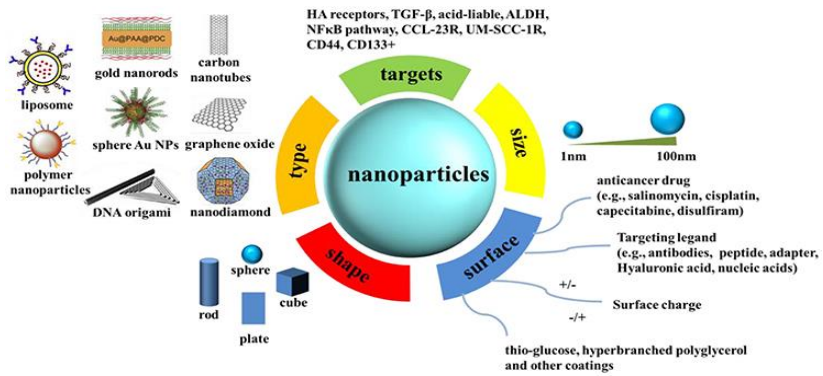 HA receptors, TGF-β, acid-liable, ALDH,
NFκB pathway, CCL-23R, UM-SCC-1R,
CD44, CD133+
Au@PAA@PDC
liposome
gold nanorods
carbon
nanotubes
polymer
nanoparticles
sphere Au NPs
graphene oxide
DNA origami
nanodiamond
targets
type
size
nanoparticles
shape
surface
1nm
100nm
anticancer drug
(e.g., salinomycin, cisplatin,
capecitabine, disulfiram)
Targeting legand
(e.g., antibodies, peptide, adapter,
Hyaluronic acid, nucleic acids)
+/-
Surface charge
-/+
thio-glucose, hyperbranched polyglycerol
and other coatings
sphere
rod
cube
plate